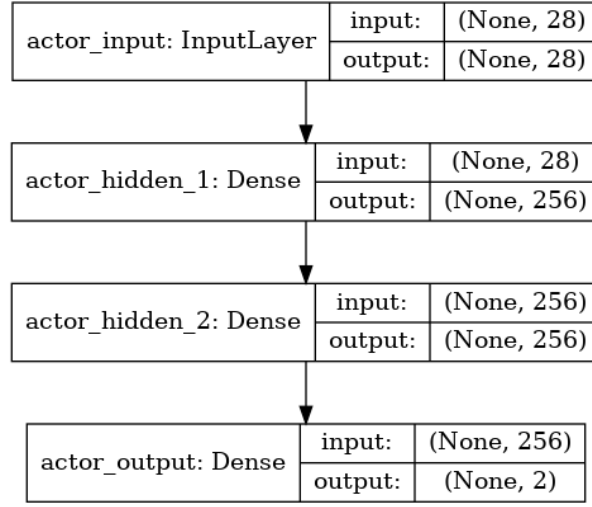 actor_input: InputLayer
input: (None, 28)
output: (None, 28)
actor_hidden_1: Dense
input: (None, 28)
output: (None, 256)
actor_hidden_2: Dense
input: (None, 256)
output: (None, 256)
actor_output: Dense
input: (None, 256)
output: (None, 2)